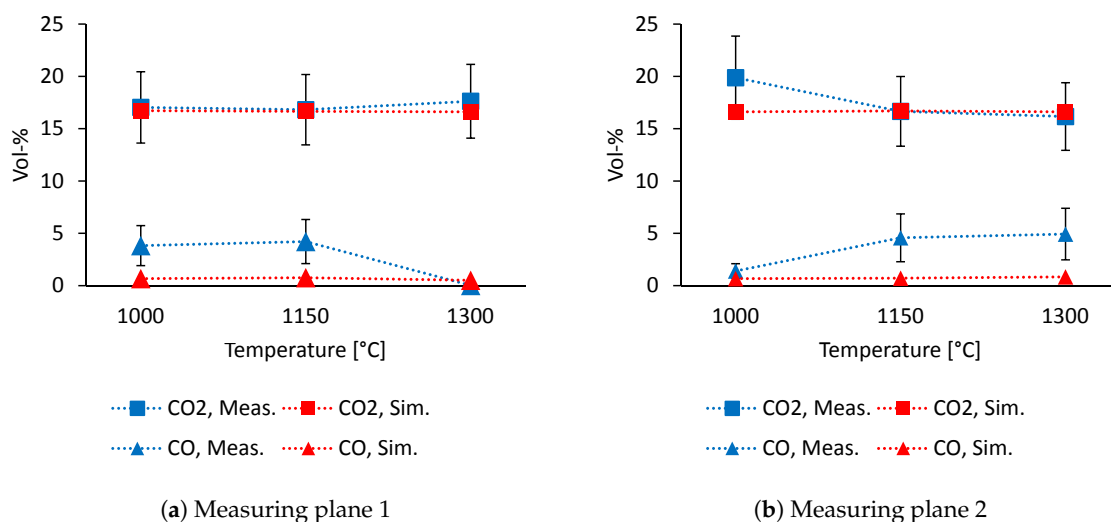 25
20
15
10
5
0
Vol-%
1000 1150 1300
Temperature [°C]
CO2, Meas. CO2, Sim.
CO, Meas. CO, Sim.
(a) Measuring plane 1
25
20
15
10
5
0
Vol-%
1000 1150 1300
Temperature [°C]
CO2, Meas. CO2, Sim.
CO, Meas. CO, Sim.
(b) Measuring plane 2